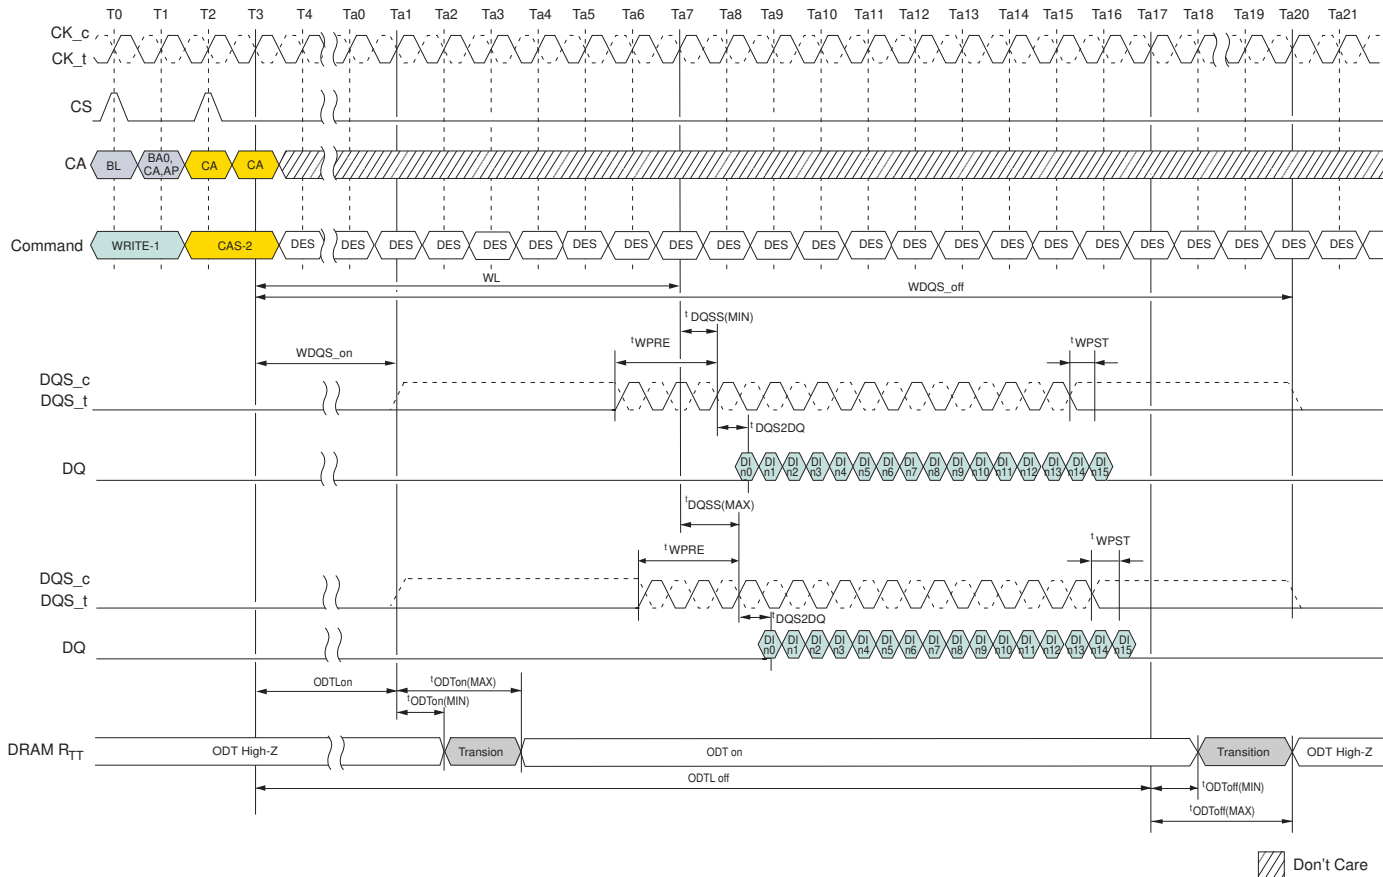 T0 T1 T2 T3 T4 Ta0 Ta1 Ta2 Ta3 Ta4 Ta5 Ta6 Ta7 Ta8 Ta9 Ta10 Ta11 Ta12 Ta13 Ta14 Ta15 Ta16 Ta17 Ta18 Ta19 Ta20 Ta21
CK_c
CK_t
CS
CA BL BA0, CA,AP CA CA
Command WRITE-1 CAS-2 DES DES DES DES DES DES DES DES DES DES DES DES DES DES DES DES DES DES DES DES DES DES DES
WL
WDQS_off
tDQSS(MIN)
WDQS_on
tWPRE
tWPST
DQS_c
DQS_t
tDQS2DQ
DQ DI n0 DI n1 DI n2 DI n3 DI n4 DI n5 DI n6 DI n7 DI n8 DI n9 DI n10 DI n11 DI n12 DI n13 DI n14 DI n15
tDQSS(MAX)
tWPRE
tWPST
DQS_c
DQS_t
tDQS2DQ
DQ DI n0 DI n1 DI n2 DI n3 DI n4 DI n5 DI n6 DI n7 DI n8 DI n9 DI n10 DI n11 DI n12 DI n13 DI n14 DI n15
ODTLon
tODTon(MAX)
tODTon(MIN)
DRAM RTT ODT High-Z Transion ODT on Transition ODT High-Z
ODTL off
tODToff(MIN)
tODToff(MAX)
Don't Care